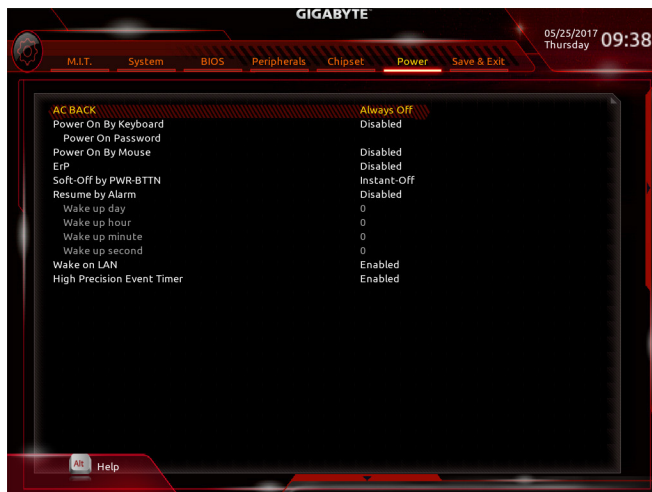 GIGABYTE™
05/25/2017
Thursday
09:38
M.I.T. System BIOS Peripherals Chipset Power Save & Exit
AC BACK Always Off
Power On By Keyboard Disabled
Power On Password
Power On By Mouse Disabled
ErP Disabled
Soft-Off by PWR-BTTN Instant-Off
Resume by Alarm Disabled
Wake up day 0
Wake up hour 0
Wake up minute 0
Wake up second 0
Wake on LAN Enabled
High Precision Event Timer Enabled
Alt Help